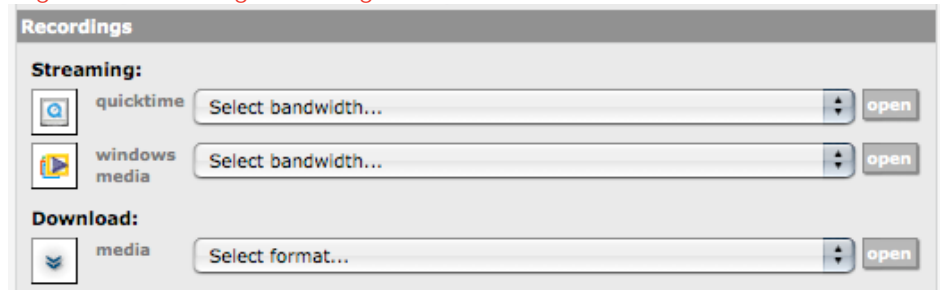 Recordings
Streaming:
quicktime Select bandwidth... open
windows media Select bandwidth... open
Download:
media Select format... open